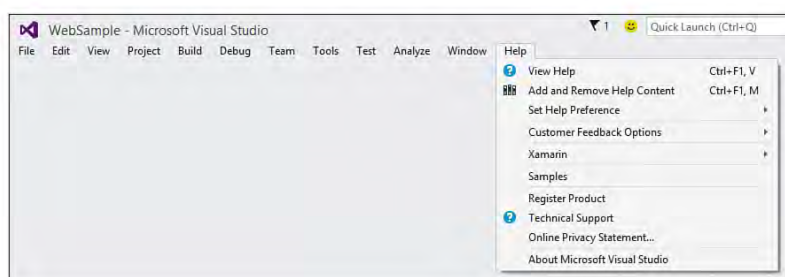 WebSample - Microsoft Visual Studio
1
Quick Launch (Ctrl+Q)
File Edit View Project Build Debug Team Tools Test Analyze Window Help
View Help Ctrl+F1, V
Add and Remove Help Content Ctrl+F1, M
Set Help Preference
Customer Feedback Options
Xamarin
Samples
Register Product
Technical Support
Online Privacy Statement...
About Microsoft Visual Studio